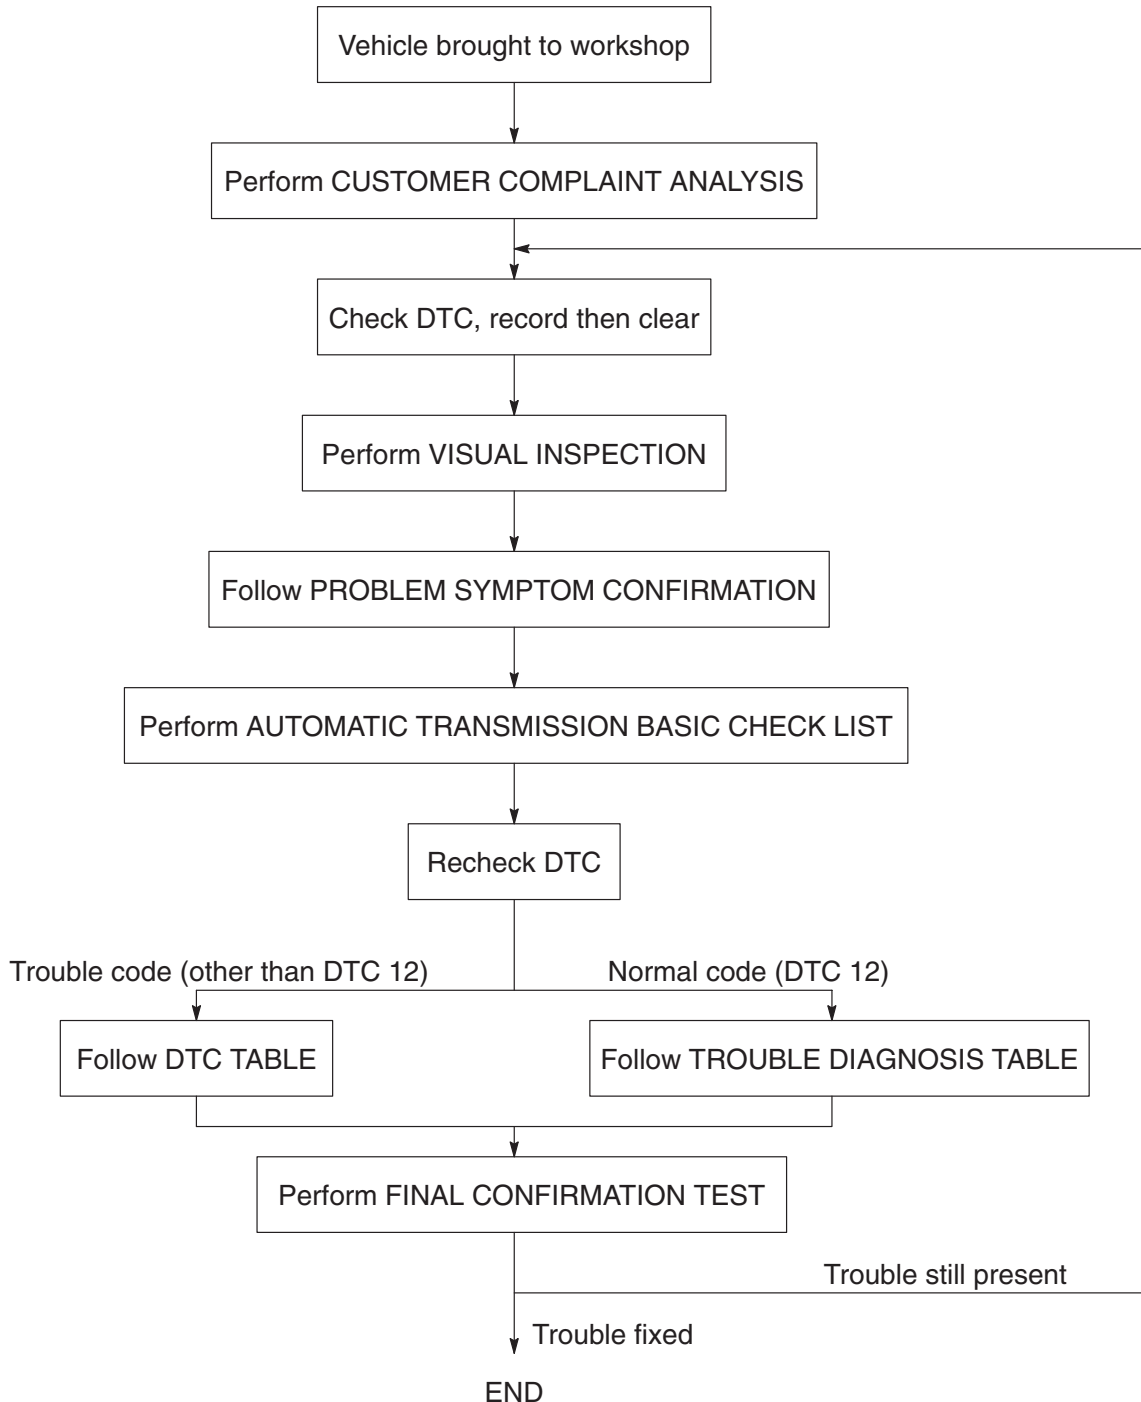 Vehicle brought to workshop
Perform CUSTOMER COMPLAINT ANALYSIS
Check DTC, record then clear
Perform VISUAL INSPECTION
Follow PROBLEM SYMPTOM CONFIRMATION
Perform AUTOMATIC TRANSMISSION BASIC CHECK LIST
Recheck DTC
Trouble code (other than DTC 12)
Normal code (DTC 12)
Follow DTC TABLE
Follow TROUBLE DIAGNOSIS TABLE
Perform FINAL CONFIRMATION TEST
Trouble still present
Trouble fixed
END